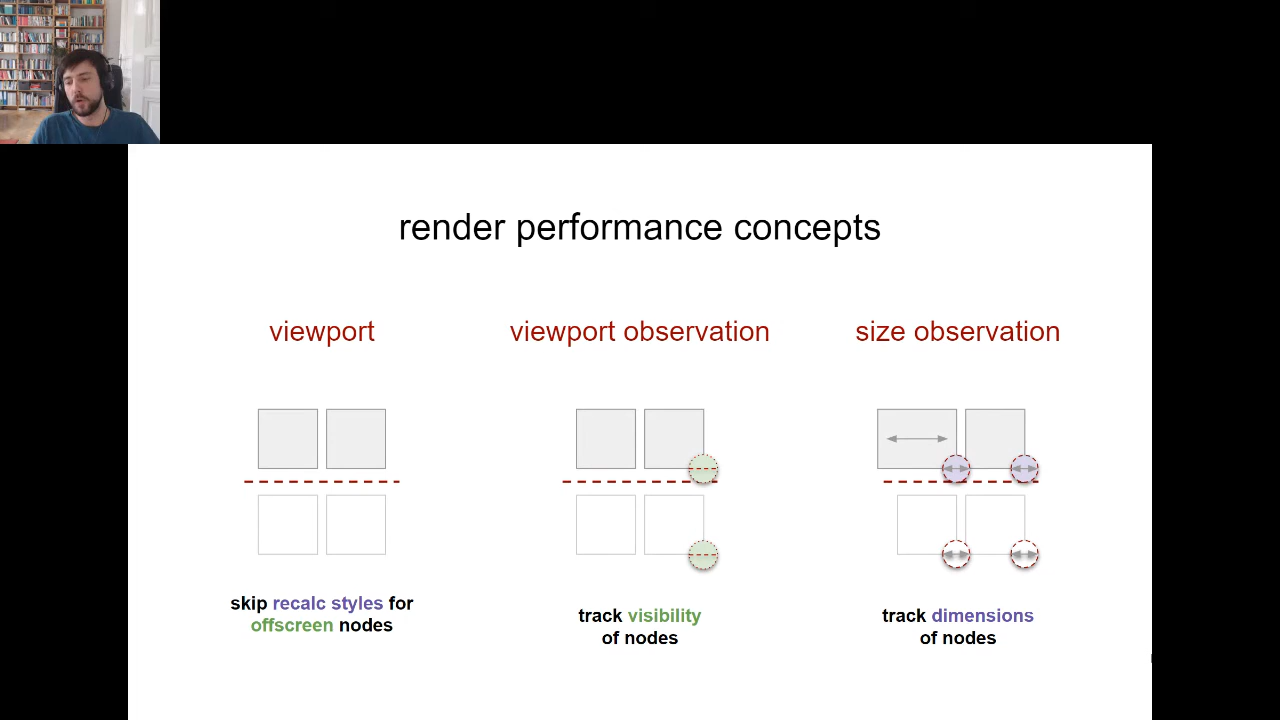 render performance concepts
viewport
viewport observation
size observation
skip recalc styles for
offscreen nodes
track visibility
of nodes
track dimensions
of nodes